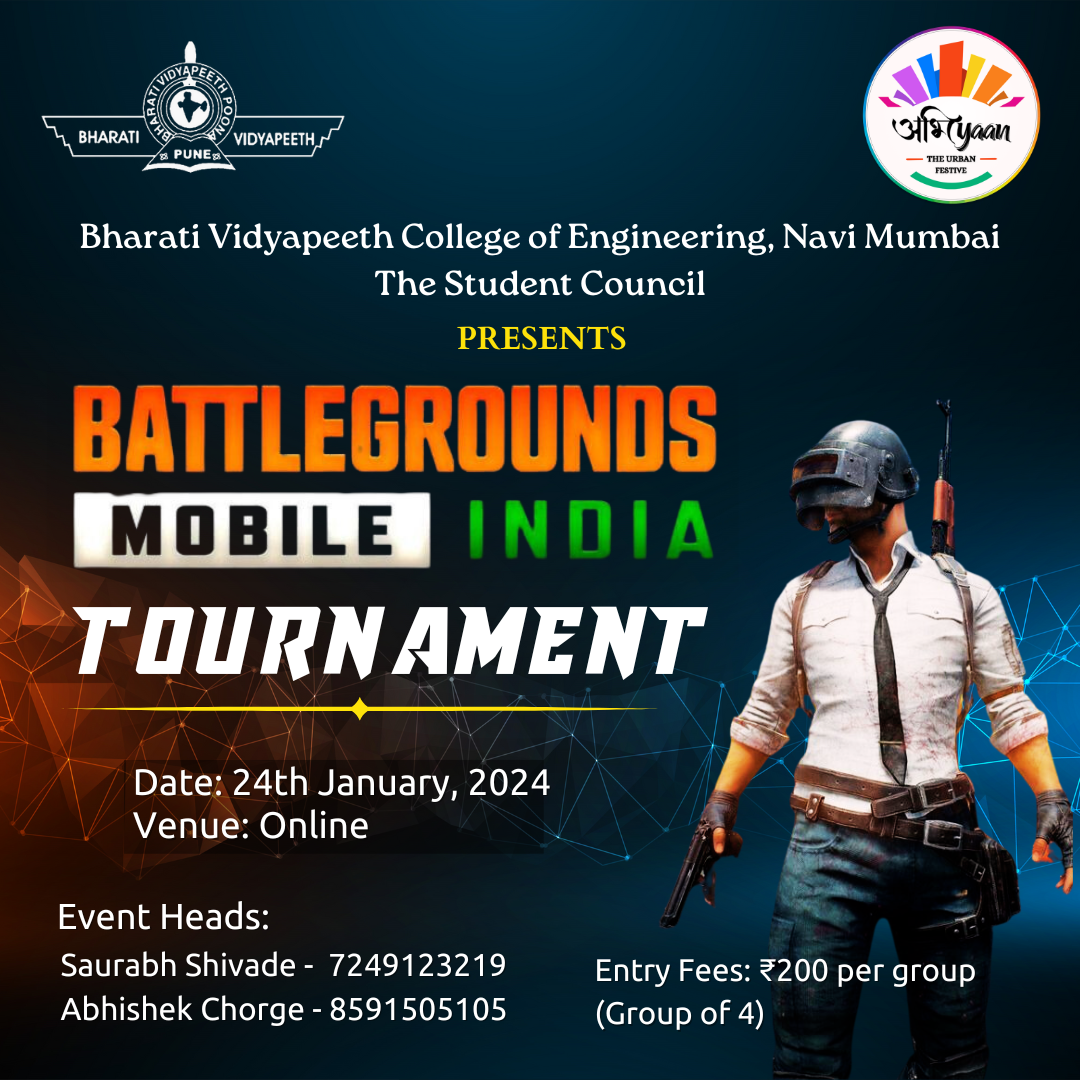 BHARATI VIDYAPEETH POONA
BHARATI
VIDYAPEETH
PUNE
अभिyaan
THE URBAN
FESTIVE
Bharati Vidyapeeth College of Engineering, Navi Mumbai
The Student Council
PRESENTS
BATTLEGROUNDS
MOBILE INDIA
TOURNAMENT
Date: 24th January, 2024
Venue: Online
Event Heads:
Saurabh Shivade - 7249123219
Abhishek Chorge - 8591505105
Entry Fees: ₹200 per group
(Group of 4)